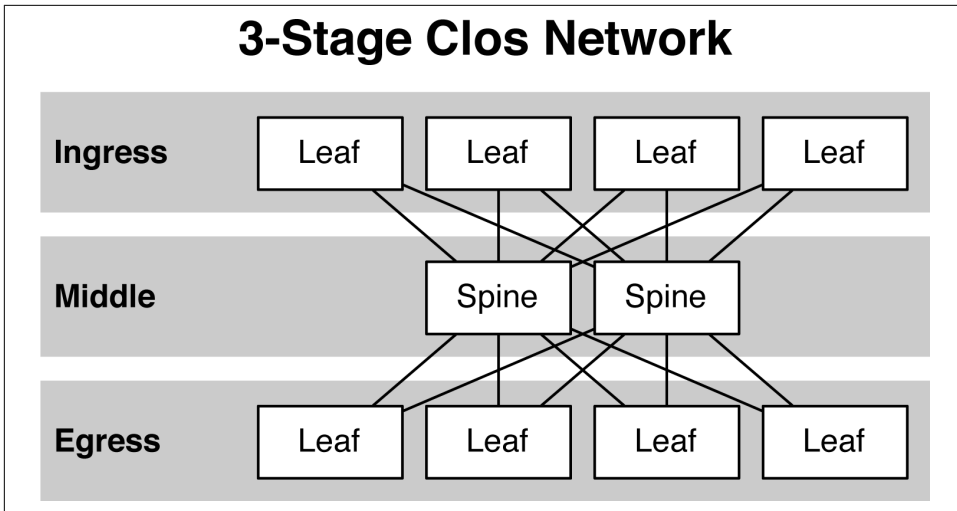 3-Stage Clos Network
Ingress Leaf Leaf Leaf Leaf
Middle Spine Spine
Egress Leaf Leaf Leaf Leaf